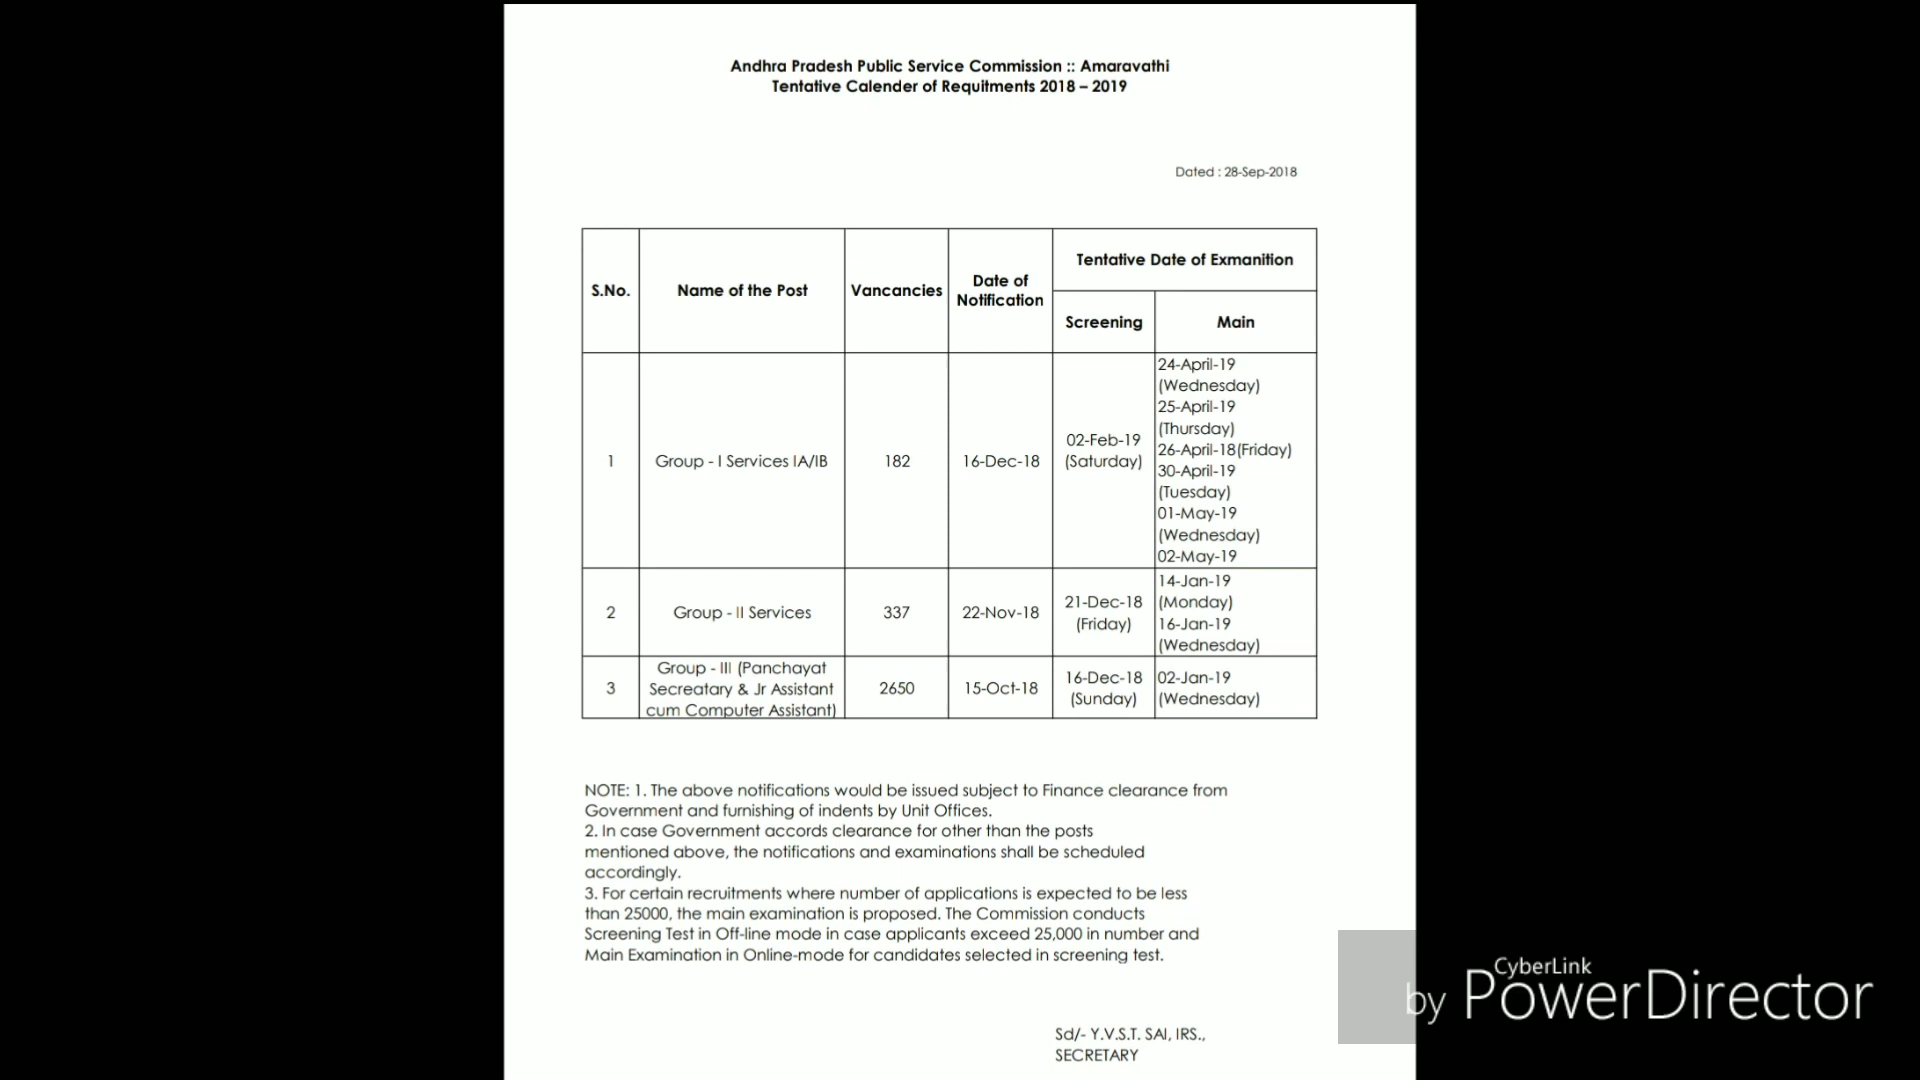 Andhra Pradesh Public Service Commission :: Amaravathi
Tentative Calender of Requitments 2018 – 2019
Dated : 28-Sep-2018
S.No.
Name of the Post
Vancancies
Date of
Notification
Tentative Date of Exmanition
Screening
Main
1
Group - I Services IA/IB
182
16-Dec-18
02-Feb-19
(Saturday)
24-April-19
(Wednesday)
25-April-19
(Thursday)
26-April-18(Friday)
30-April-19
(Tuesday)
01-May-19
(Wednesday)
02-May-19
2
Group - II Services
337
22-Nov-18
21-Dec-18
(Friday)
14-Jan-19
(Monday)
16-Jan-19
(Wednesday)
3
Group - III (Panchayat
Secreatary & Jr Assistant
cum Computer Assistant)
2650
15-Oct-18
16-Dec-18
(Sunday)
02-Jan-19
(Wednesday)
NOTE: 1. The above notifications would be issued subject to Finance clearance from
Government and furnishing of indents by Unit Offices.
2. In case Government accords clearance for other than the posts
mentioned above, the notifications and examinations shall be scheduled
accordingly.
3. For certain recruitments where number of applications is expected to be less
than 25000, the main examination is proposed. The Commission conducts
Screening Test in Off-line mode in case applicants exceed 25,000 in number and
Main Examination in Online-mode for candidates selected in screening test.
Sd/- Y.V.S.T. SAI, IRS.,
SECRETARY
CyberLink
by PowerDirector